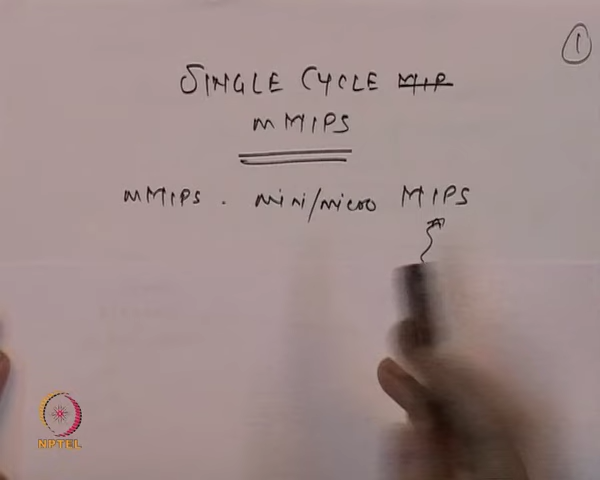 1
SINGLE CYCLE MIP
mMIPS
mMIPS . mini/micro MIPS
NPTEL